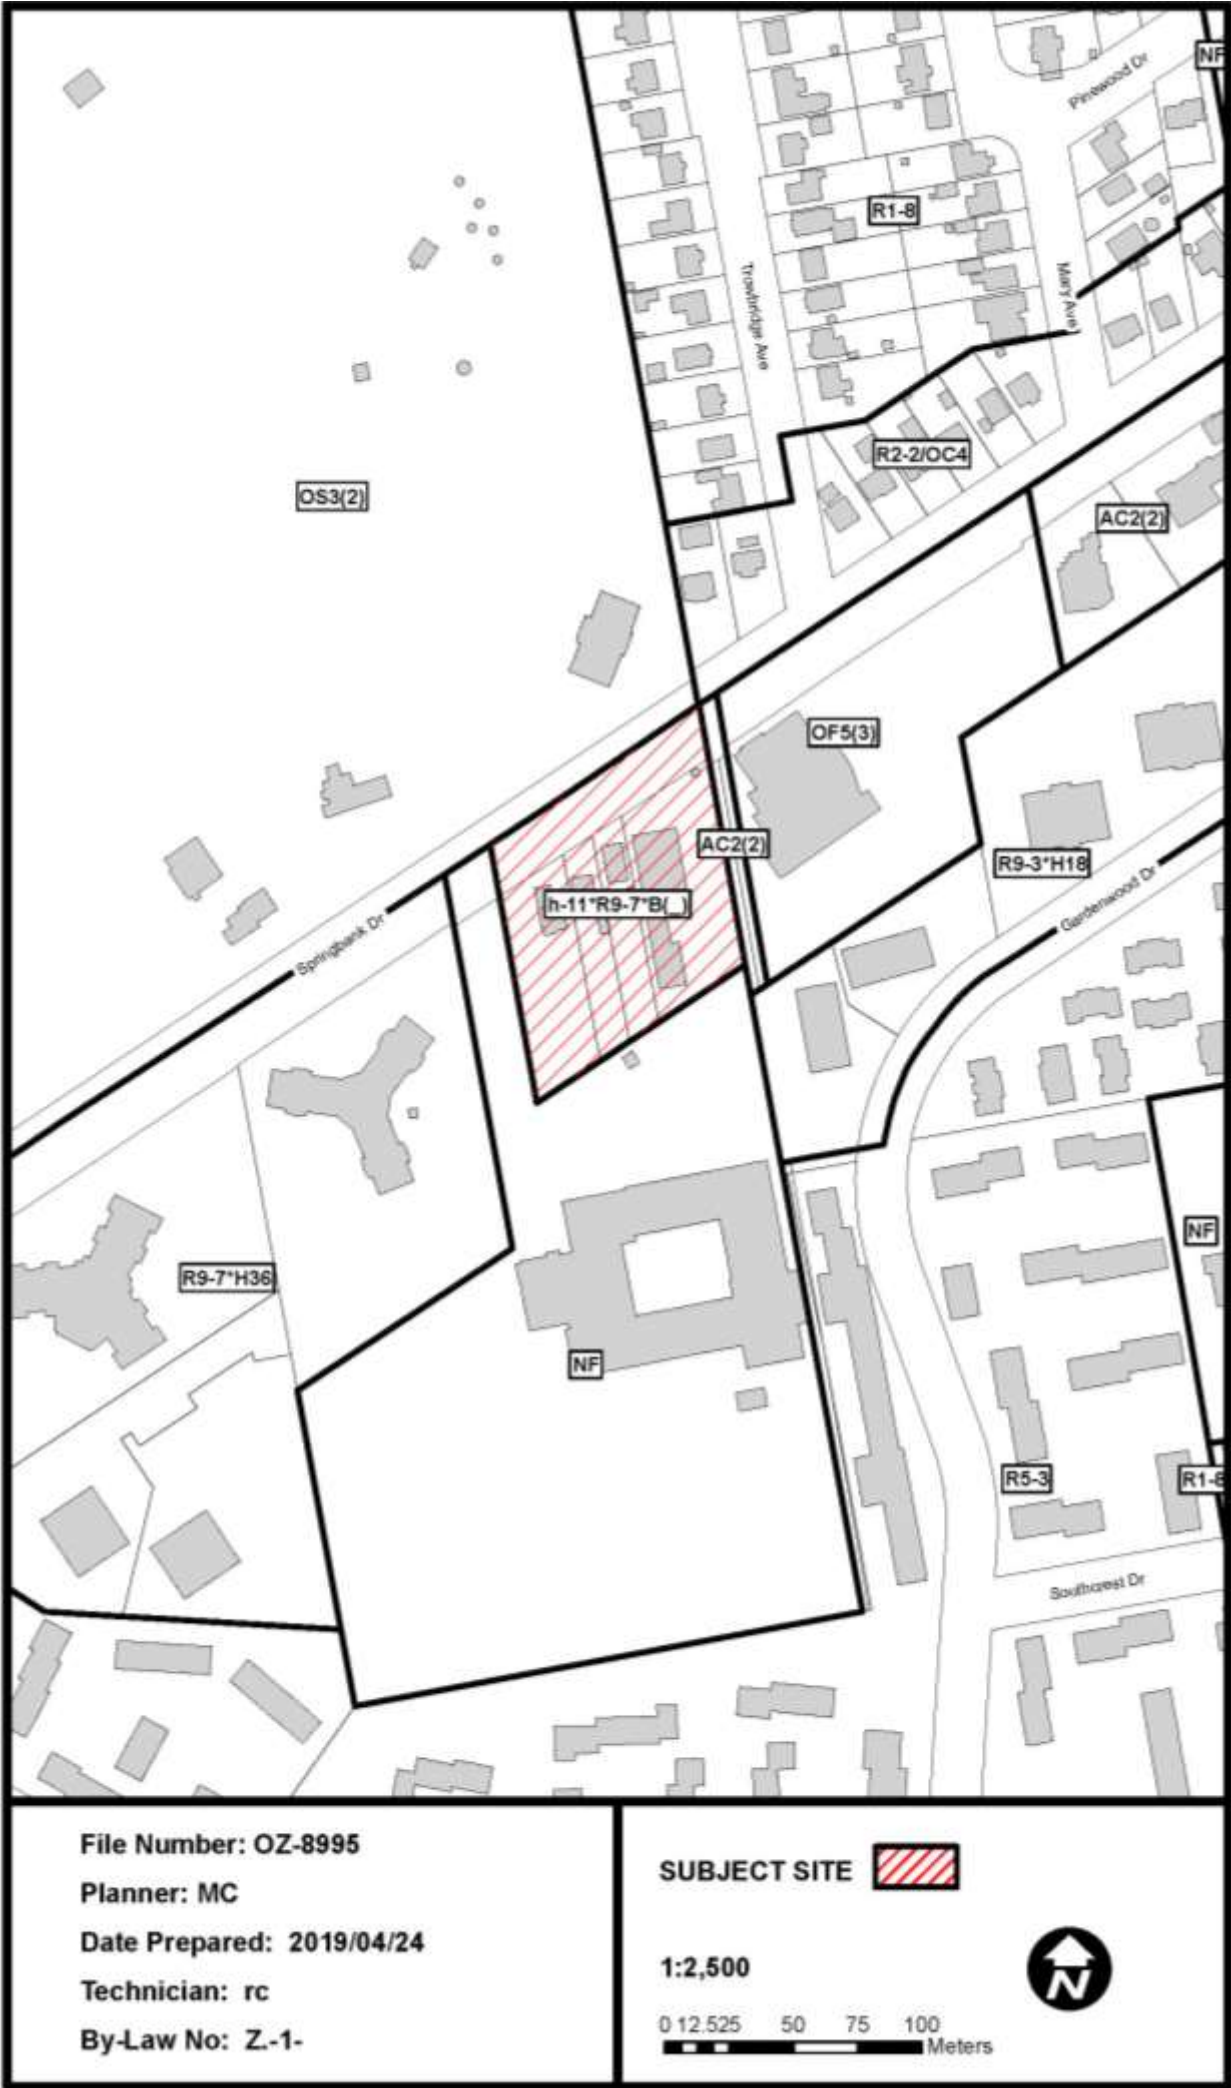 NF
Pinewood Dr
R1-8
Trowbridge Ave
Mary Ave
R2-2/OC4
OS3(2)
AC2(2)
OF5(3)
AC2(2)
R9-3*H18
h-11*R9-7*B(_)
Gardenwood Dr
Springbank Dr
NF
R9-7*H36
NF
R5-3
R1-8
Southcrest Dr
File Number: OZ-8995
Planner: MC
Date Prepared: 2019/04/24
Technician: rc
By-Law No: Z.-1-
SUBJECT SITE
1:2,500
N
0 12.525 50 75 100
Meters